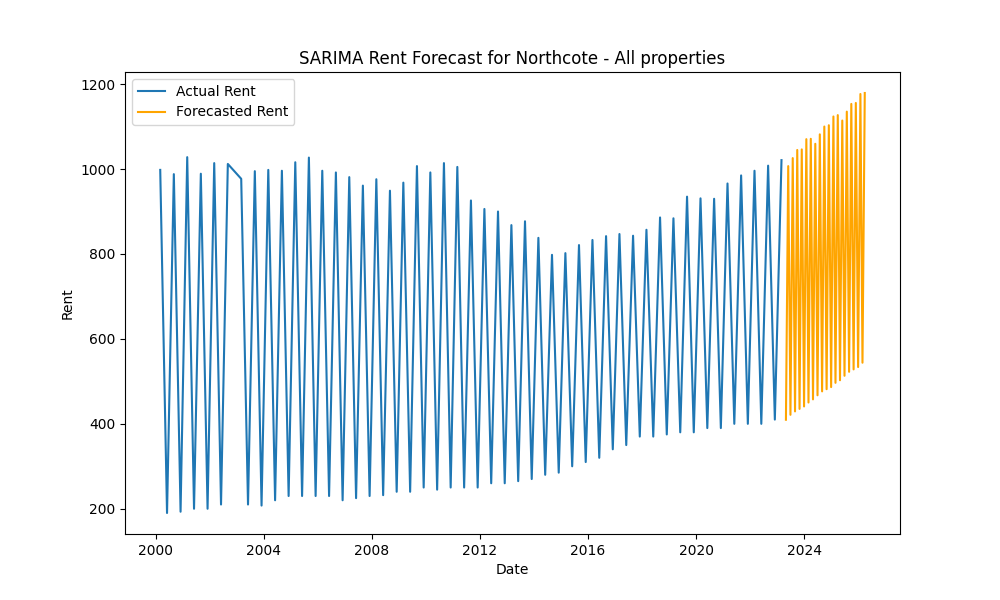 SARIMA Rent Forecast for Northcote - All properties
Actual Rent
Forecasted Rent
1200
1000
800
600
400
200
Rent
2000 2004 2008 2012 2016 2020 2024
Date